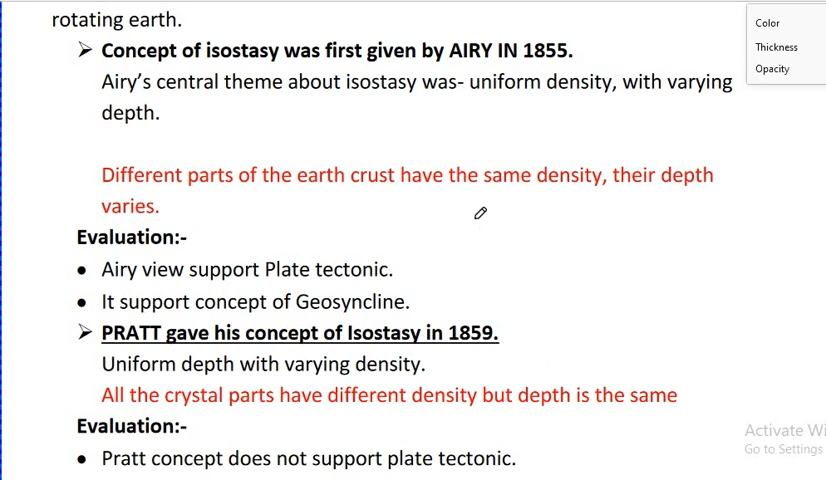 rotating earth.
➤ Concept of isostasy was first given by AIRY IN 1855.
Airy's central theme about isostasy was- uniform density, with varying
depth.
Different parts of the earth crust have the same density, their depth
varies.
Evaluation:-
• Airy view support Plate tectonic.
• It support concept of Geosyncline.
➤ PRATT gave his concept of Isostasy in 1859.
Uniform depth with varying density.
All the crystal parts have different density but depth is the same
Evaluation:-
• Pratt concept does not support plate tectonic.
Color
Thickness
Opacity
Activate Wi
Go to Settings